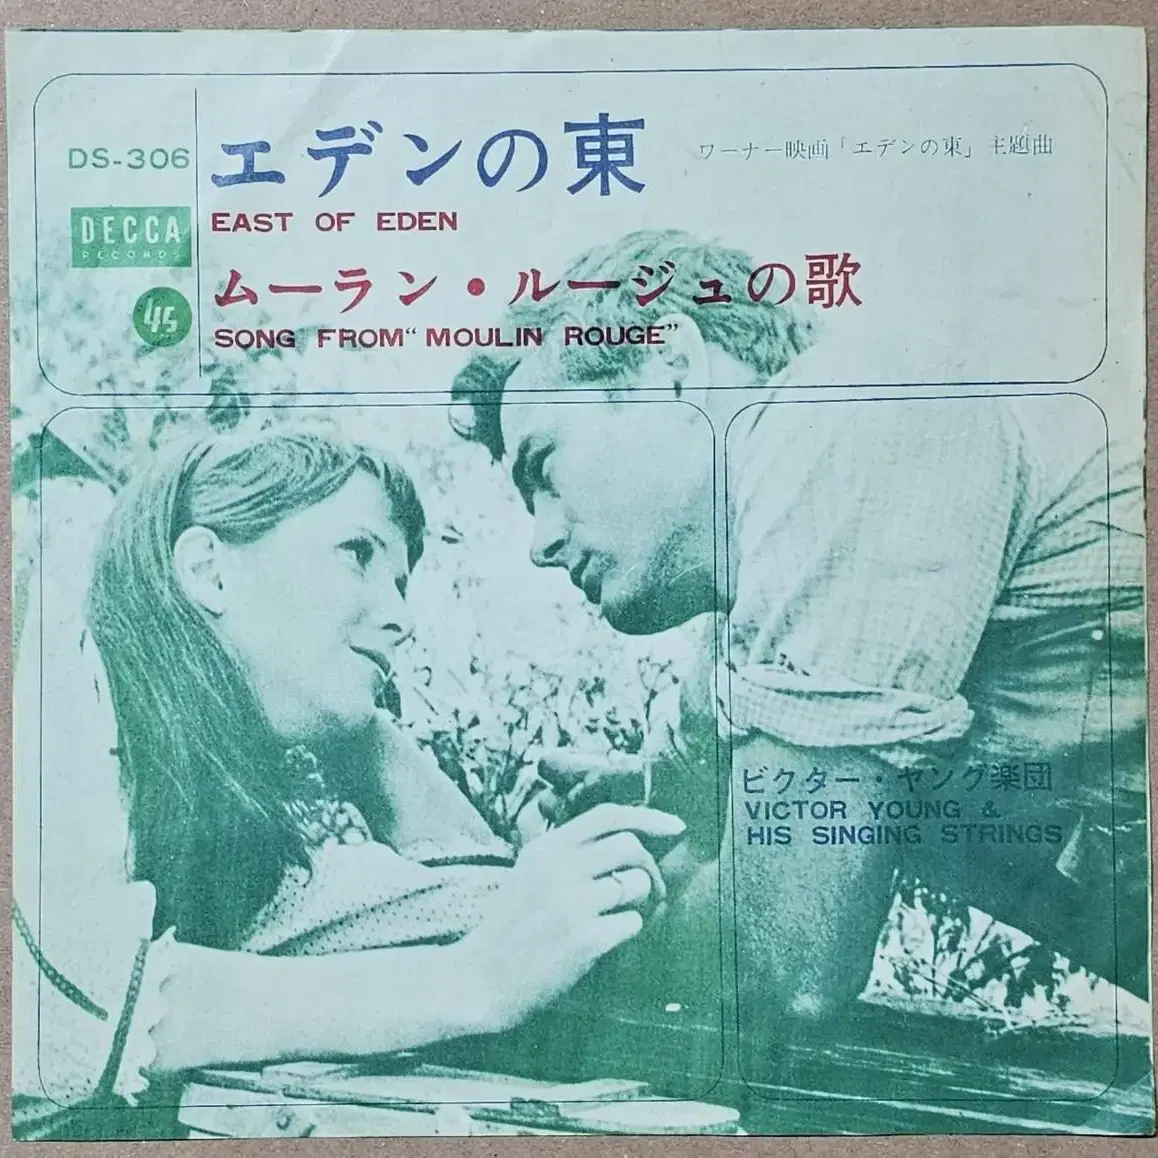 DS-306
DECCA
RECORDS
45
エデンの東
ワーナー映画「エデンの東」主題曲
EAST OF EDEN
ムーラン・ルージュの歌
SONG FROM“MOULIN ROUGE”
ビクター・ヤング楽団
VICTOR YOUNG &
HIS SINGING STRINGS